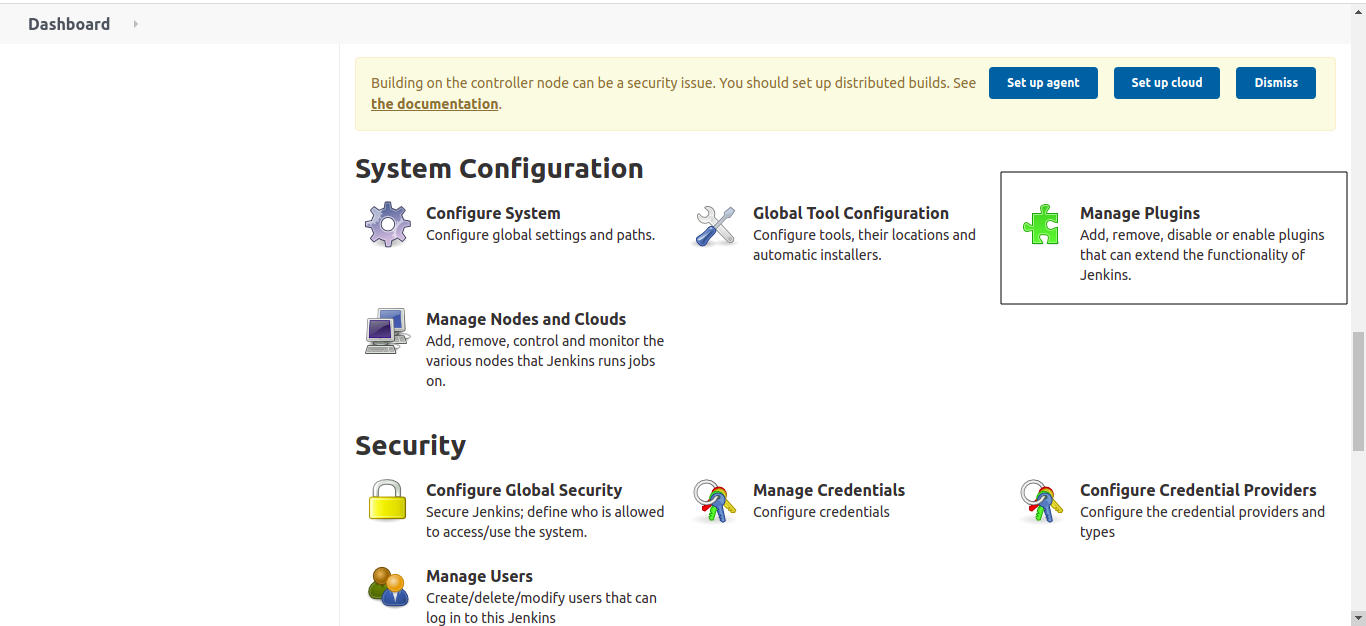 Dashboard
Building on the controller node can be a security issue. You should set up distributed builds. See
the documentation.
Set up agent
Set up cloud
Dismiss
System Configuration
Configure System
Configure global settings and paths.
Global Tool Configuration
Configure tools, their locations and
automatic installers.
Manage Plugins
Add, remove, disable or enable plugins
that can extend the functionality of
Jenkins.
Manage Nodes and Clouds
Add, remove, control and monitor the
various nodes that Jenkins runs jobs
on.
Security
Configure Global Security
Secure Jenkins; define who is allowed
to access/use the system.
Manage Credentials
Configure credentials
Configure Credential Providers
Configure the credential providers and
types
Manage Users
Create/delete/modify users that can
log in to this Jenkins